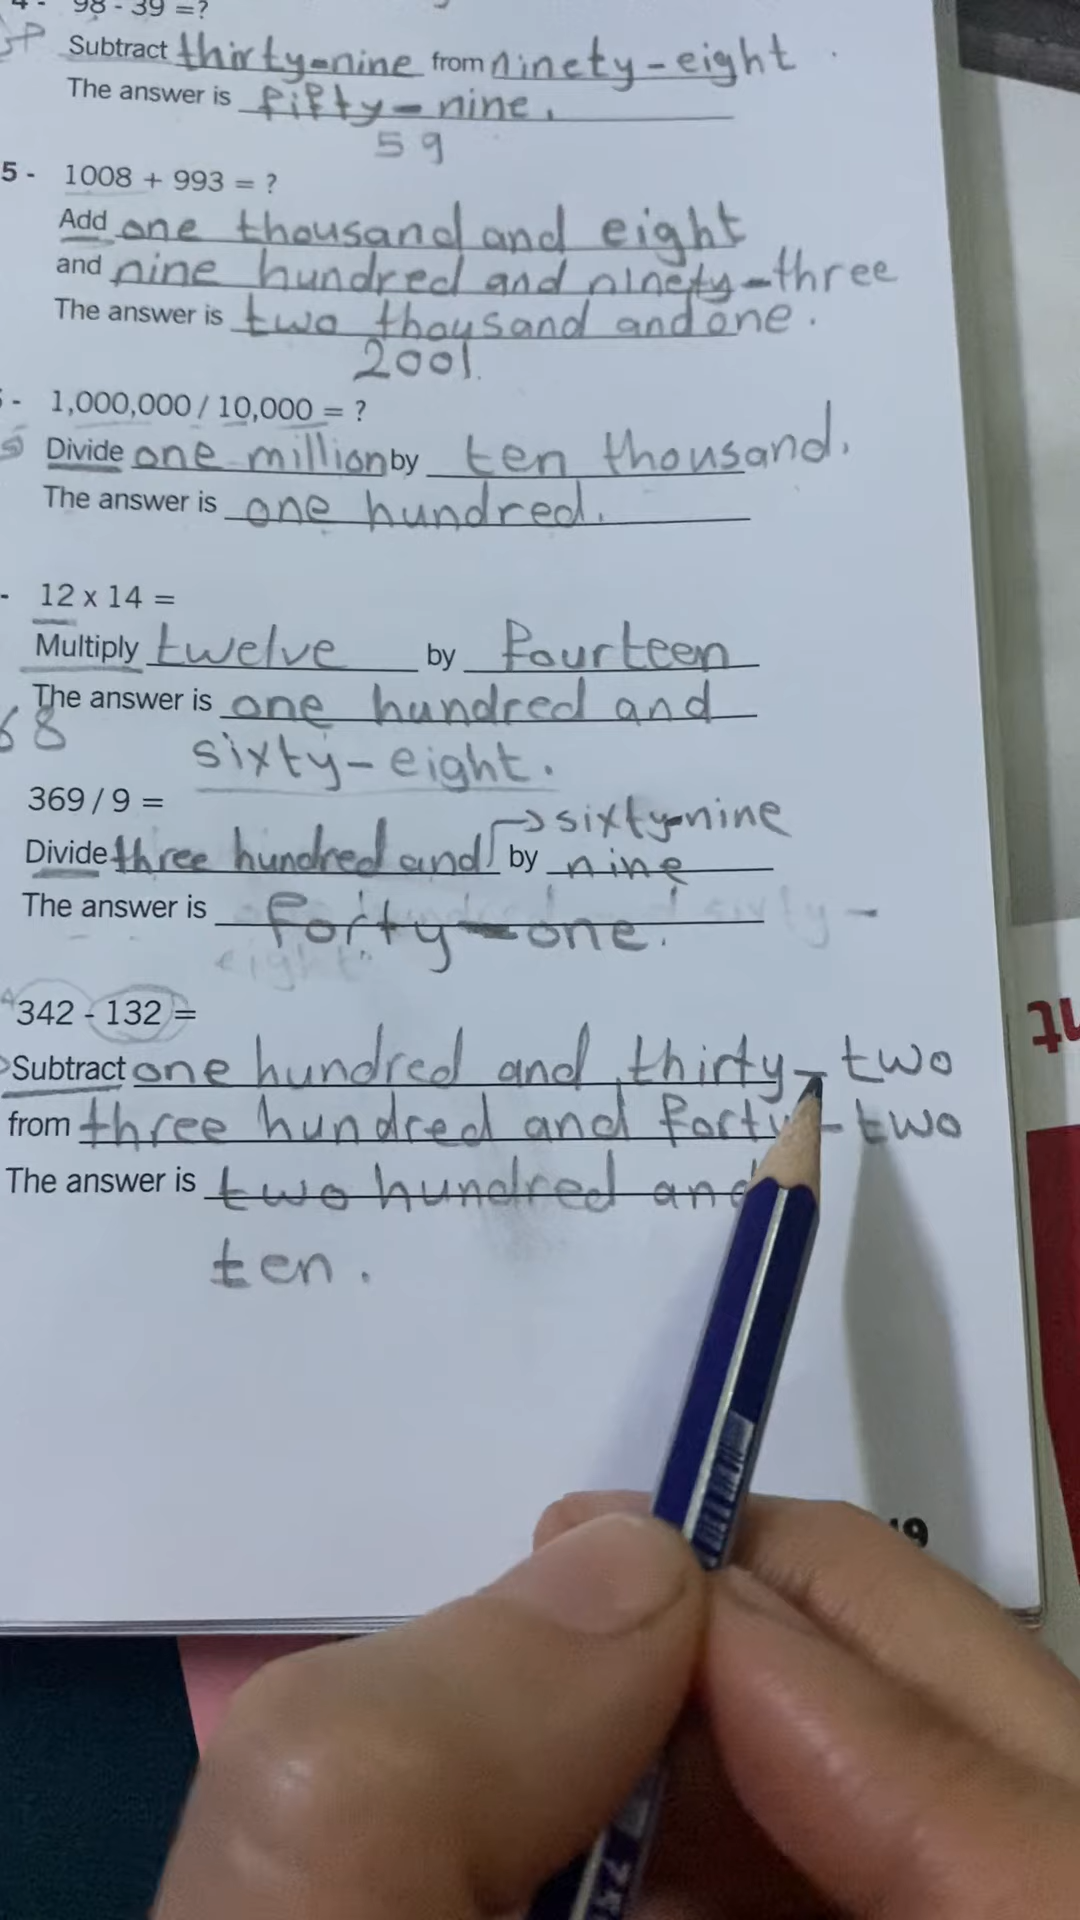 98 - 39 =?
Subtract thirty-nine from ninety-eight
The answer is fifty-nine.
59
5 - 1008 + 993 = ?
Add one thousand and eight
and nine hundred and ninety-three
The answer is two thousand and one.
2001.
- 1,000,000 / 10,000 = ?
Divide one million by ten thousand.
The answer is one hundred.
- 12 x 14 =
Multiply twelve by fourteen
The answer is one hundred and
68 sixty-eight.
369 / 9 =
sixty-nine
Divide three hundred and by nine
The answer is forty-one.
342 - 132 =
Subtract one hundred and thirty-two
from three hundred and forty-two
The answer is two hundred and
ten.